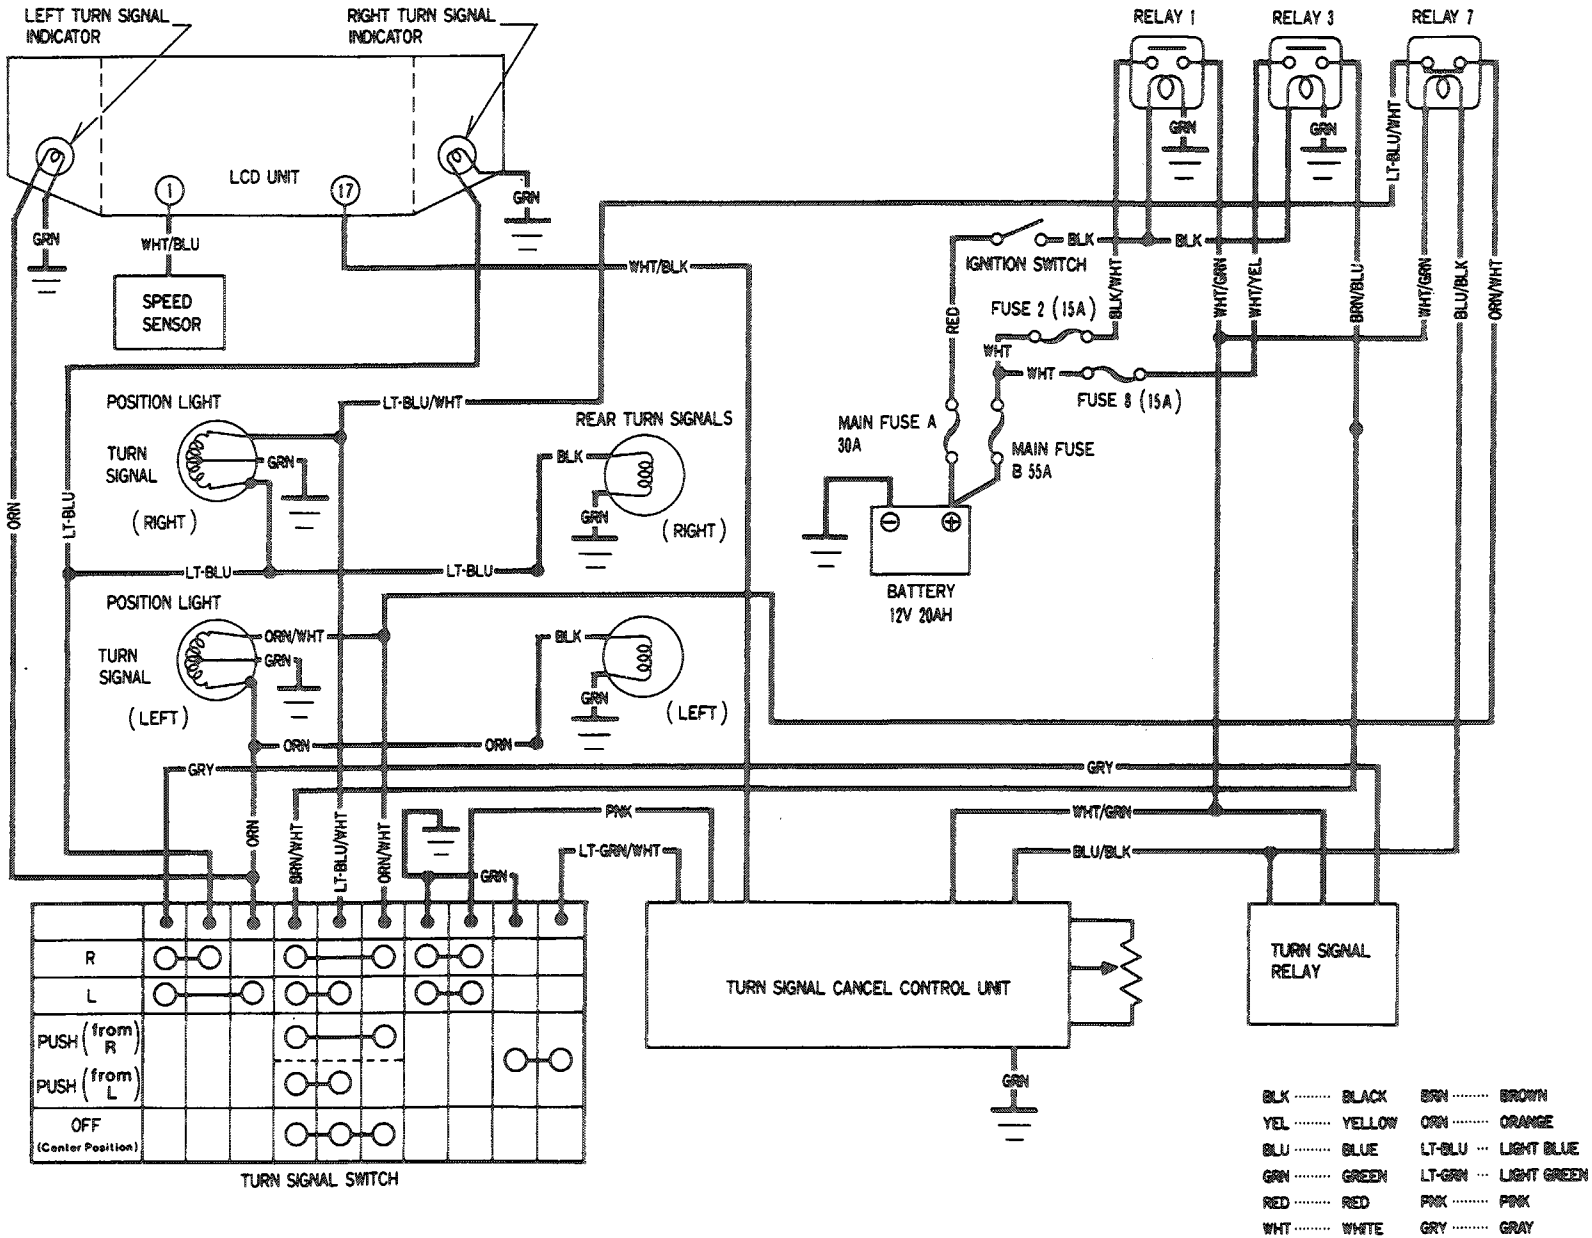 LEFT TURN SIGNAL
INDICATOR
RIGHT TURN SIGNAL
INDICATOR
RELAY 1
RELAY 3
RELAY 7
LCD UNIT
1
17
GRN
GRN
GRN
GRN
WHT/BLU
SPEED
SENSOR
WHT/BLK
LT-BLU/WHT
BLK
BLK
IGNITION SWITCH
RED
BLK/WHT
WHT/GRN
WHT/YEL
BRN/BLU
WHT/GRN
BLU/BLK
ORN/WHT
FUSE 2 (15A)
WHT
WHT
FUSE 8 (15A)
MAIN FUSE A
30A
MAIN FUSE
B 55A
BATTERY
12V 20AH
POSITION LIGHT
TURN
SIGNAL
(RIGHT)
GRN
LT-BLU/WHT
REAR TURN SIGNALS
BLK
GRN
(RIGHT)
ORN
LT-BLU
LT-BLU
LT-BLU
POSITION LIGHT
TURN
SIGNAL
(LEFT)
ORN/WHT
GRN
BLK
GRN
(LEFT)
ORN
ORN
GRY
GRY
PNK
WHT/GRN
BLU/BLK
LT-GRN/WHT
GRN
ORN
BRN/WHT
LT-BLU/WHT
ORN/WHT
R
L
PUSH (from R)
PUSH (from L)
OFF
(Center Position)
TURN SIGNAL SWITCH
TURN SIGNAL CANCEL CONTROL UNIT
GRN
TURN SIGNAL
RELAY
BLK ........ BLACK BRN ........ BROWN
YEL ........ YELLOW ORN ........ ORANGE
BLU ........ BLUE LT-BLU ... LIGHT BLUE
GRN ........ GREEN LT-GRN ... LIGHT GREEN
RED ........ RED PNK ........ PINK
WHT ........ WHITE GRY ........ GRAY